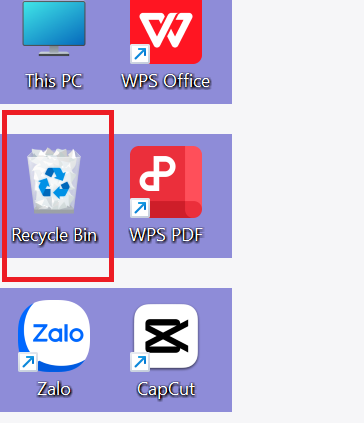 This PC
WPS Office
Recycle Bin
WPS PDF
Zalo
Zalo
CapCut